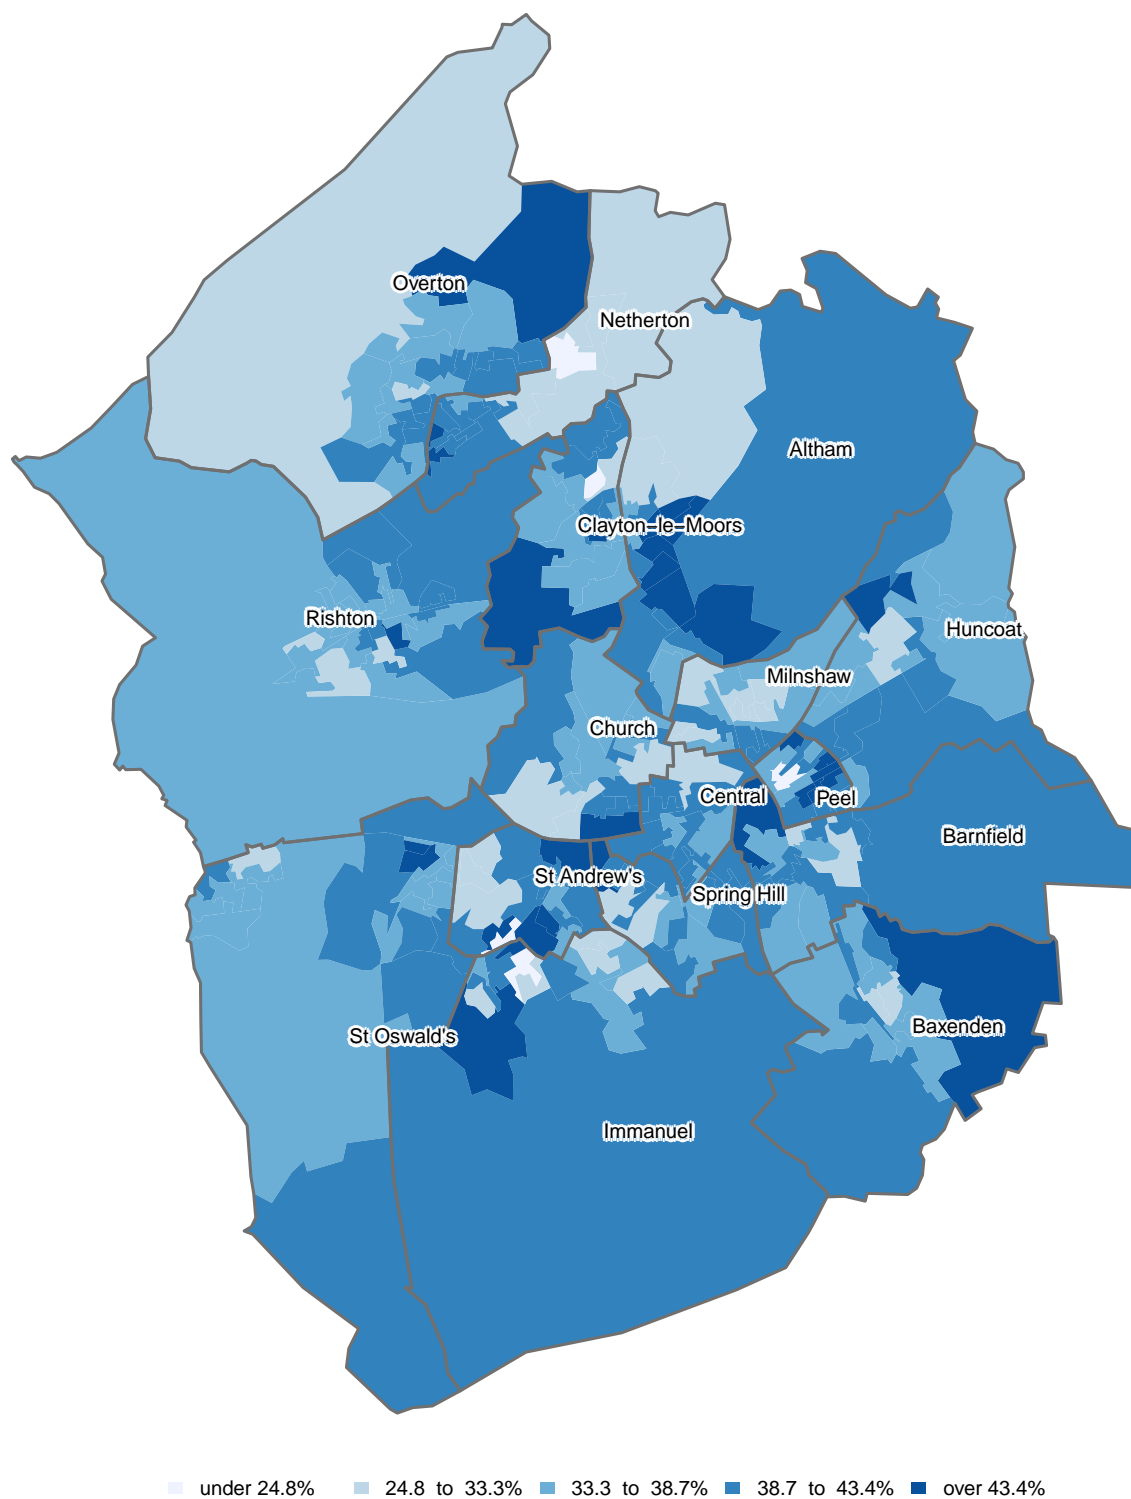 Overton
Netherton
Altham
Clayton–le–Moors
Rishton
Huncoat
Milnshaw
Church
Central
Peel
Barnfield
St Andrew's
Spring Hill
Baxenden
St Oswald's
Immanuel
under 24.8% 24.8 to 33.3% 33.3 to 38.7% 38.7 to 43.4% over 43.4%